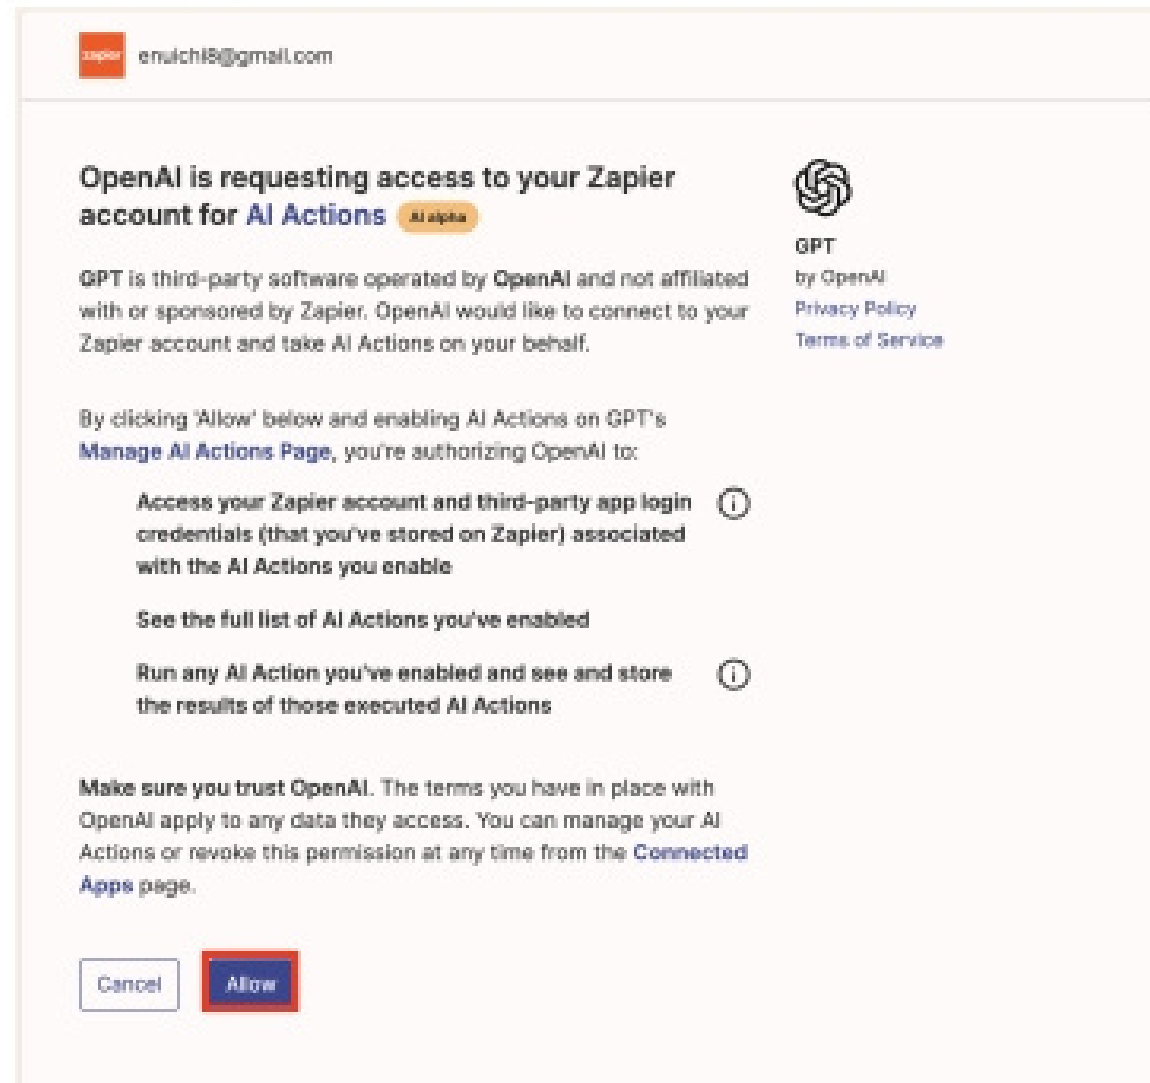 zapier
enuichi8@gmail.com
OpenAI is requesting access to your Zapier
account for AI Actions AI alpha
GPT is third-party software operated by OpenAI and not affiliated
with or sponsored by Zapier. OpenAI would like to connect to your
Zapier account and take AI Actions on your behalf.
By clicking 'Allow' below and enabling AI Actions on GPT's
Manage AI Actions Page, you're authorizing OpenAI to:
Access your Zapier account and third-party app login
credentials (that you've stored on Zapier) associated
with the AI Actions you enable
See the full list of AI Actions you've enabled
Run any AI Action you've enabled and see and store
the results of those executed AI Actions
Make sure you trust OpenAI. The terms you have in place with
OpenAI apply to any data they access. You can manage your AI
Actions or revoke this permission at any time from the Connected
Apps page.
Cancel Allow
GPT
by OpenAI
Privacy Policy
Terms of Service